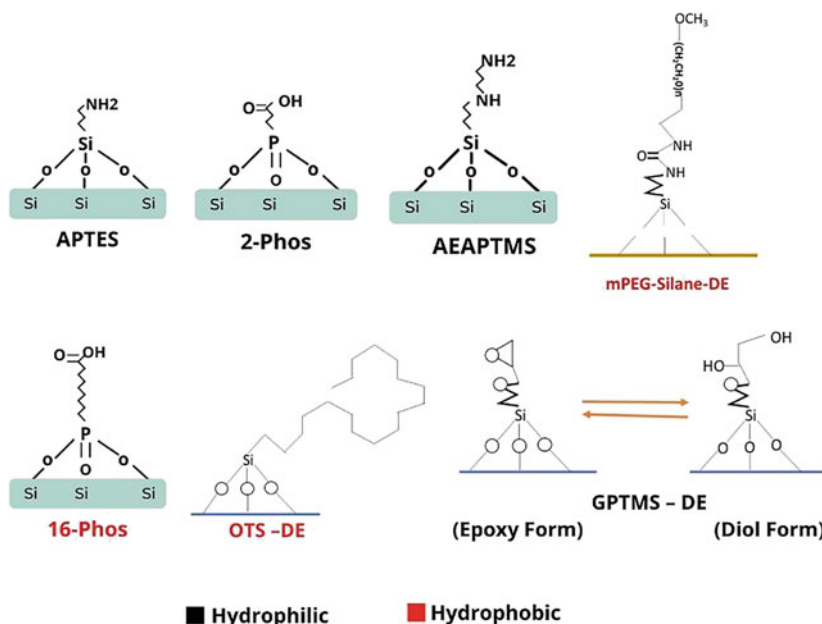 NH2
Si
o o o
Si Si Si
APTES
O OH
P
o O o
Si Si Si
2-Phos
NH2
NH
Si
o o o
Si Si Si
AEAPTMS
OCH3
(CH2CH2O)n
NH
O
NH
Si
mPEG-Silane-DE
O OH
P
o O o
Si Si Si
16-Phos
Si
OTS –DE
Si
(Epoxy Form)
GPTMS – DE
OH
HO
Si
O O O
(Diol Form)
Hydrophilic
Hydrophobic